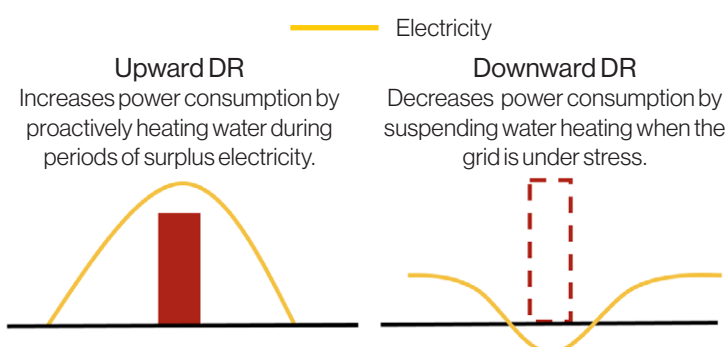 Electricity
Upward DR
Increases power consumption by
proactively heating water during
periods of surplus electricity.
Downward DR
Decreases power consumption by
suspending water heating when the
grid is under stress.